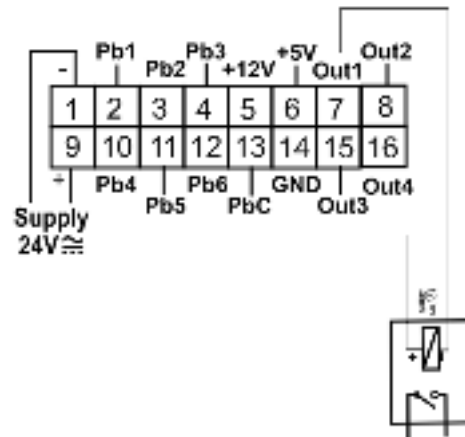 Pb1 Pb3 +5V Out2
- Pb2 +12V Out1
1 2 3 4 5 6 7 8
9 10 11 12 13 14 15 16
+ Pb4 Pb6 GND Out4
Pb5 PbC Out3
Supply
24V≅
+